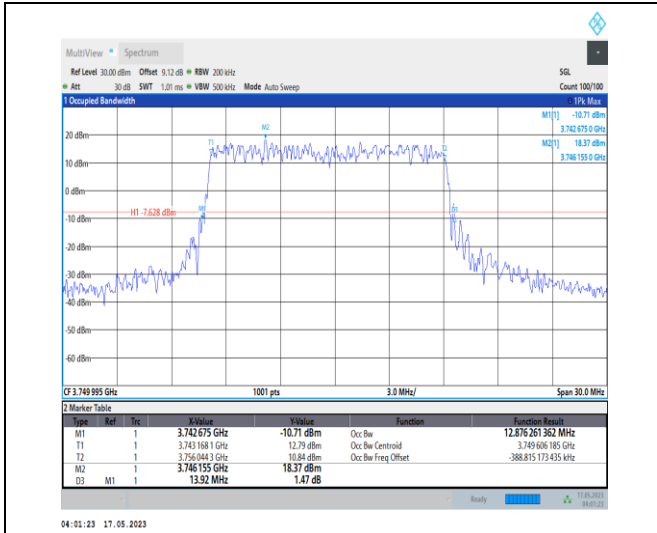 MultiView Spectrum
Ref Level 30.00 dBm Offset 9.12 dB RBW 200 kHz SGL
Att 30 dB SWT 1.01 ms VBW 500 kHz Mode Auto Sweep Count 100/100
1 Occupied Bandwidth 1Pk Max
M1[1] -10.71 dBm
3.742 675 0 GHz
M2[1] 18.37 dBm
3.746 155 0 GHz
M2
20 dBm
T1
T2
10 dBm
0 dBm
H1 -7.628 dBm
M1
D3
-10 dBm
-20 dBm
-30 dBm
-40 dBm
-50 dBm
-60 dBm
CF 3.749 995 GHz 1001 pts 3.0 MHz/ Span 30.0 MHz
2 Marker Table
Type Ref Trc X-Value Y-Value Function Function Result
M1 1 3.742 675 GHz -10.71 dBm Occ Bw 12.876 261 362 MHz
T1 1 3.743 168 1 GHz 12.79 dBm Occ Bw Centroid 3.749 606 185 GHz
T2 1 3.756 044 3 GHz 10.84 dBm Occ Bw Freq Offset -388.815 173 435 kHz
M2 1 3.746 155 GHz 18.37 dBm
D3 M1 1 13.92 MHz 1.47 dB
Ready 17.05.2023
04:01:23
04:01:23 17.05.2023